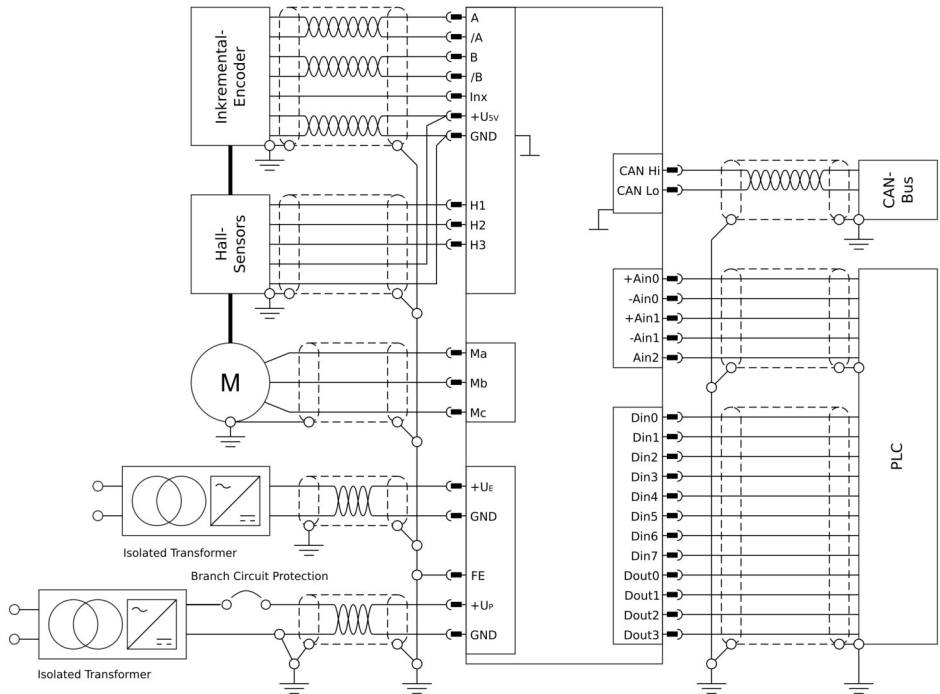 Inkremental-
Encoder
A
/A
B
/B
Inx
+U5V
GND
Hall-
Sensors
H1
H2
H3
M
Ma
Mb
Mc
+UE
GND
Isolated Transformer
Branch Circuit Protection
FE
+UP
GND
Isolated Transformer
CAN Hi
CAN Lo
CAN-
Bus
+Ain0
-Ain0
+Ain1
-Ain1
Ain2
Din0
Din1
Din2
Din3
Din4
Din5
Din6
Din7
Dout0
Dout1
Dout2
Dout3
PLC